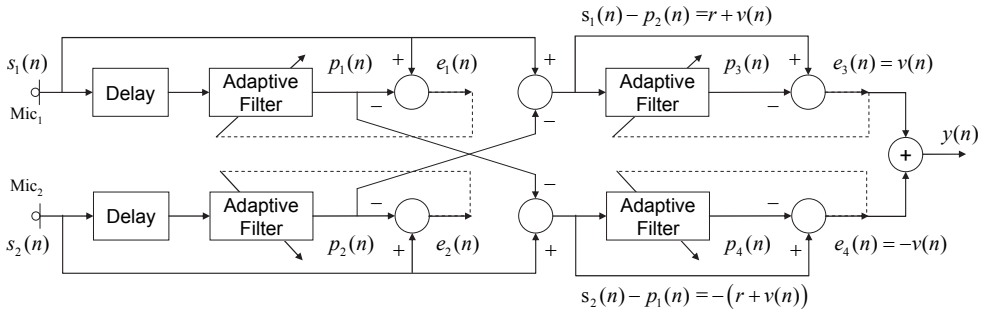 s₁(n) − p₂(n) = r + v(n)
s₁(n)
Mic₁
Delay
Adaptive Filter
p₁(n)
+
−
e₁(n)
+
−
Adaptive Filter
p₃(n)
+
−
e₃(n) = v(n)
+
y(n)
Mic₂
s₂(n)
Delay
Adaptive Filter
p₂(n)
−
+
e₂(n)
−
+
Adaptive Filter
p₄(n)
−
+
e₄(n) = −v(n)
s₂(n) − p₁(n) = −(r + v(n))